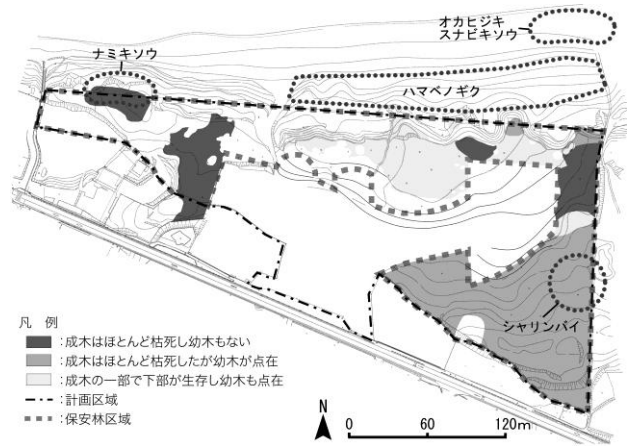 オカヒジキ
スナビキソウ
ナミキソウ
ハマベノギク
シャリンバイ
凡 例
:成木はほとんど枯死し幼木もない
:成木はほとんど枯死したが幼木が点在
:成木の一部で下部が生存し幼木も点在
:計画区域
:保安林区域
N
0 60 120m